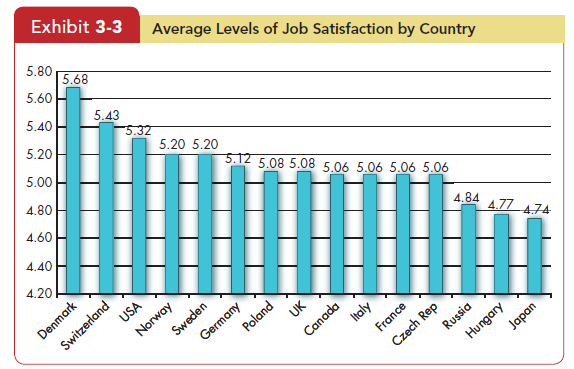 Exhibit 3-3 Average Levels of Job Satisfaction by Country
5.80
5.60
5.40
5.20
5.00
4.80
4.60
4.40
4.20
5.68
5.43
5.32
5.20
5.20
5.12
5.08
5.08
5.06
5.06
5.06
5.06
4.84
4.77
4.74
Denmark
Switzerland
USA
Norway
Sweden
Germany
Poland
UK
Canada
Italy
France
Czech Rep
Russia
Hungary
Japan